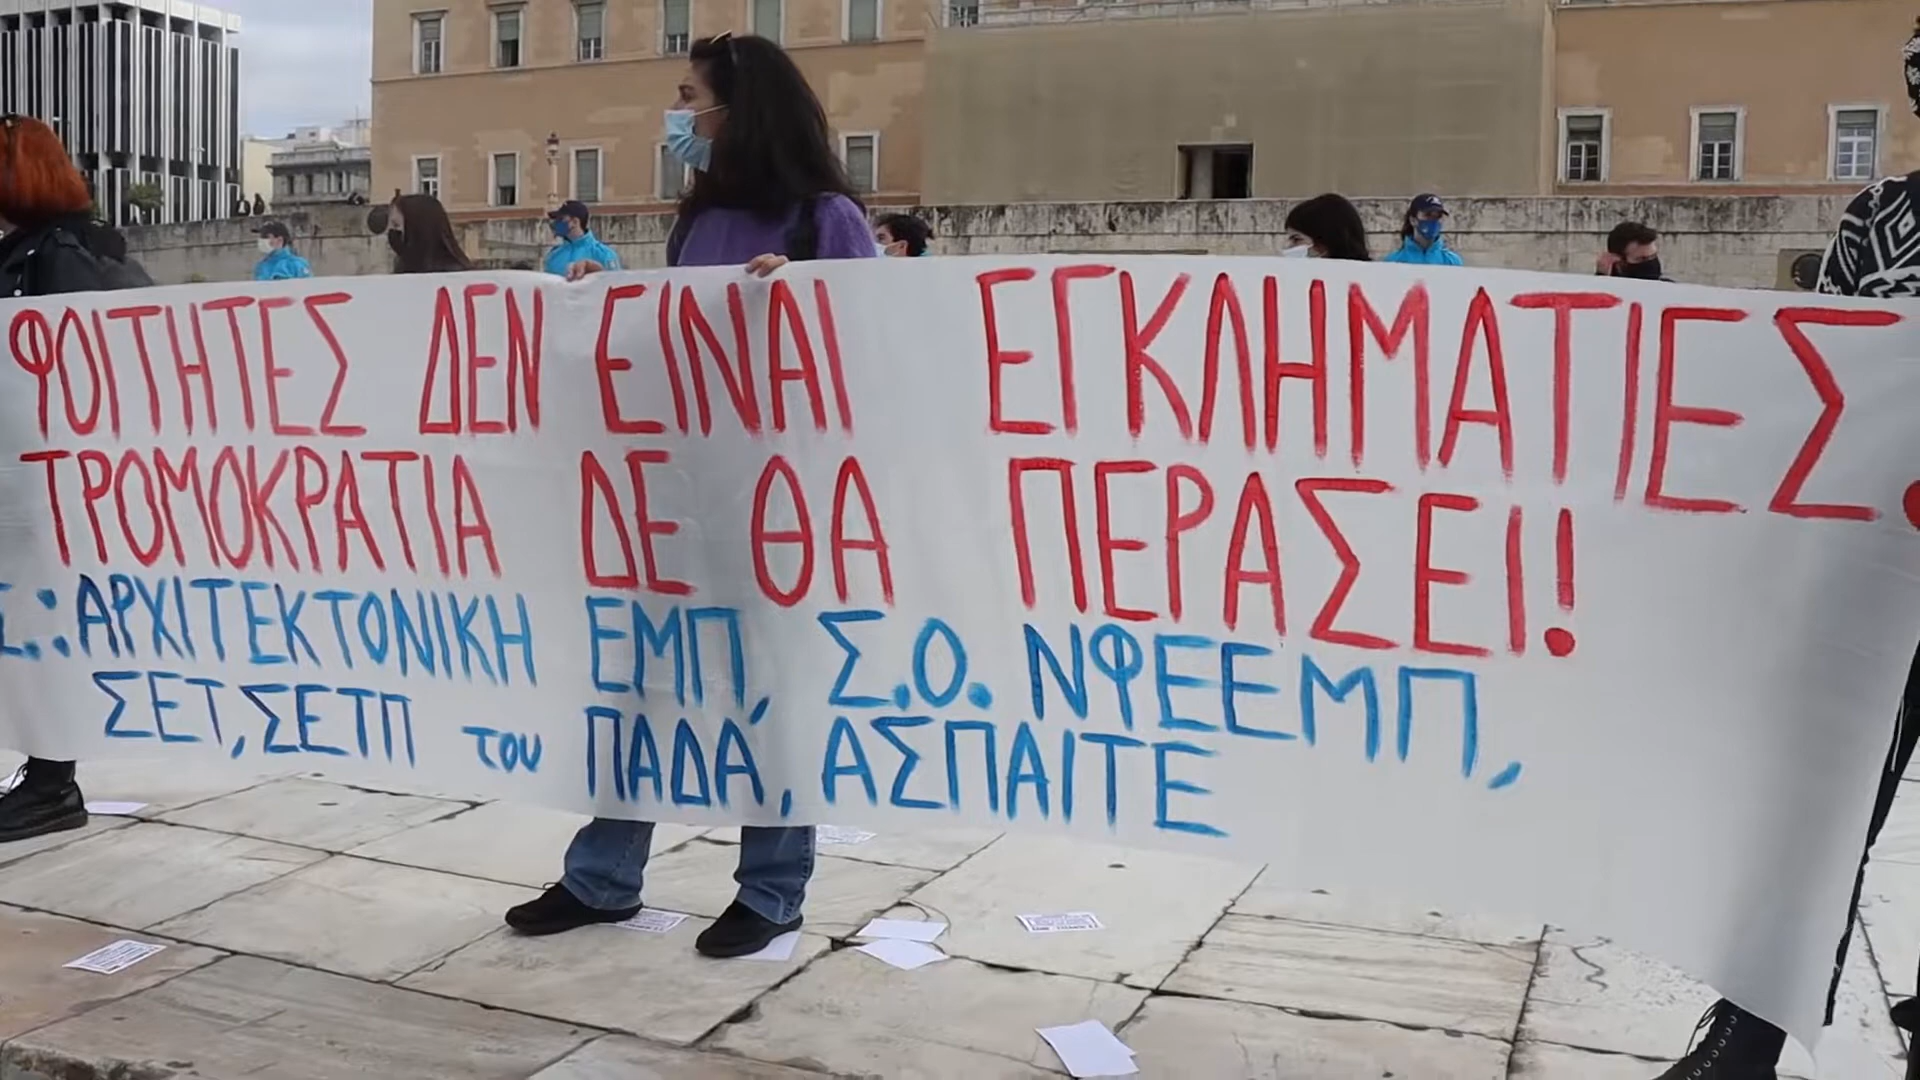 ΦΟΙΤΗΤΕΣ ΔΕΝ ΕΙΝΑΙ ΕΓΚΛΗΜΑΤΙΕΣ.
ΤΡΟΜΟΚΡΑΤΙΑ ΔΕ ΘΑ ΠΕΡΑΣΕΙ!!
Σ.: ΑΡΧΙΤΕΚΤΟΝΙΚΗ ΕΜΠ, Σ.Ο. ΝΦΕΕΜΠ,
ΣΕΤ, ΣΕΤΠ του ΠΑΔΑ, ΑΣΠΑΙΤΕ